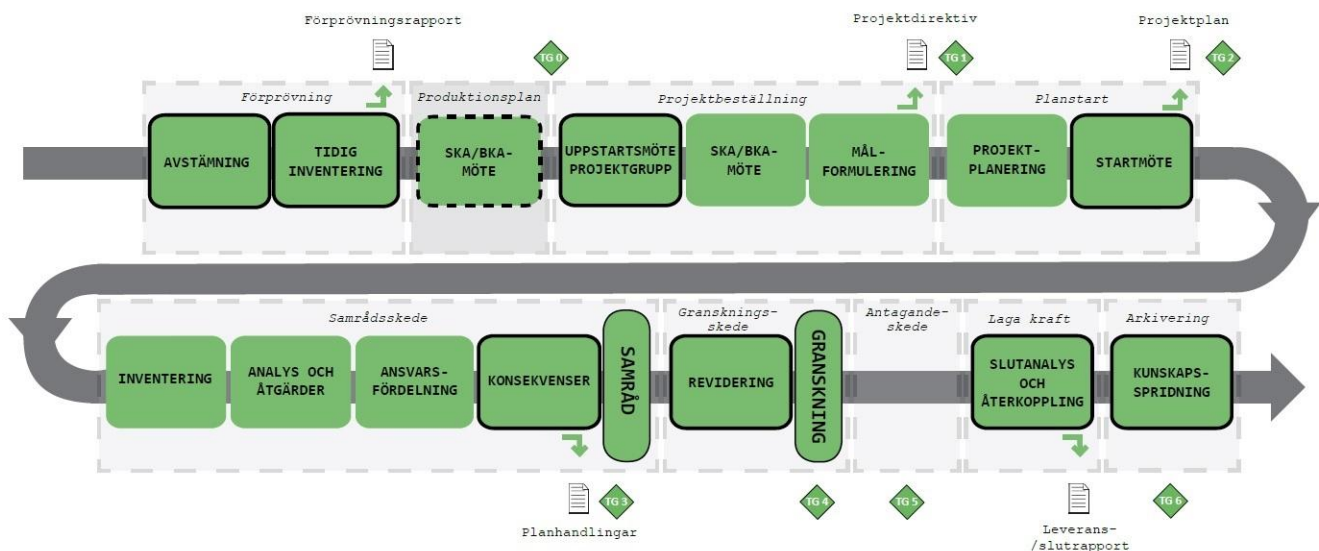 Förprövningsrapport
Projektdirektiv
Projektplan
TG 0
TG 1
TG 2
Förprövning
Produktionsplan
Projektbeställning
Planstart
AVSTÄMNING
TIDIG
INVENTERING
SKA/BKA-
MÖTE
UPPSTARTSMÖTE
PROJEKTGRUPP
SKA/BKA-
MÖTE
MÅL-
FORMULERING
PROJEKT-
PLANERING
STARTMÖTE
Samrådsskede
Gransknings-
skede
Antagande-
skede
Laga kraft
Arkivering
INVENTERING
ANALYS OCH
ÅTGÄRDER
ANSVARS-
FÖRDELNING
KONSEKVENSER
SAMRÅD
REVIDERING
GRANSKNING
SLUTANALYS
OCH
ÅTERKOPPLING
KUNSKAPS-
SPRIDNING
TG 3
TG 4
TG 5
TG 6
Planhandlingar
Leverans-
/slutrapport